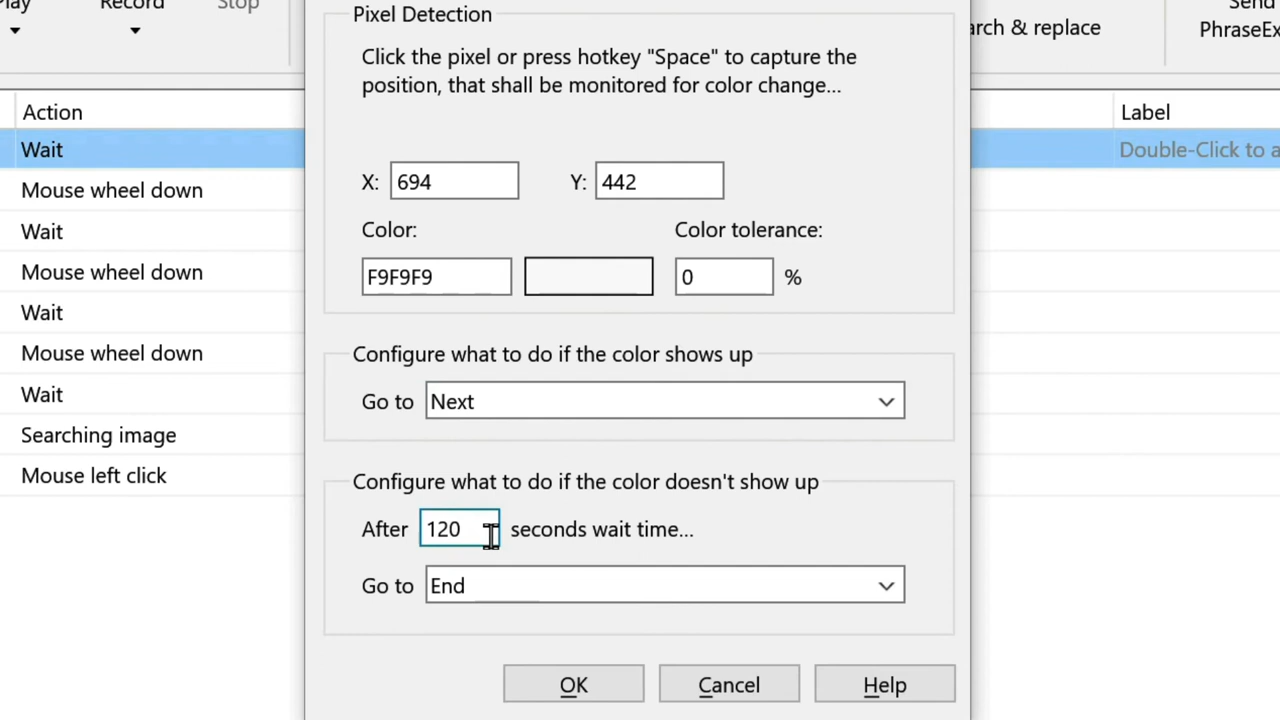 Play
Record
Stop
Send
arch & replace
PhraseEx
Action
Label
Wait
Double-Click to a
Mouse wheel down
Wait
Mouse wheel down
Wait
Mouse wheel down
Wait
Searching image
Mouse left click
Pixel Detection
Click the pixel or press hotkey "Space" to capture the
position, that shall be monitored for color change...
X: 694 Y: 442
Color: Color tolerance:
F9F9F9 0 %
Configure what to do if the color shows up
Go to Next
Configure what to do if the color doesn't show up
After 120 seconds wait time...
Go to End
OK Cancel Help